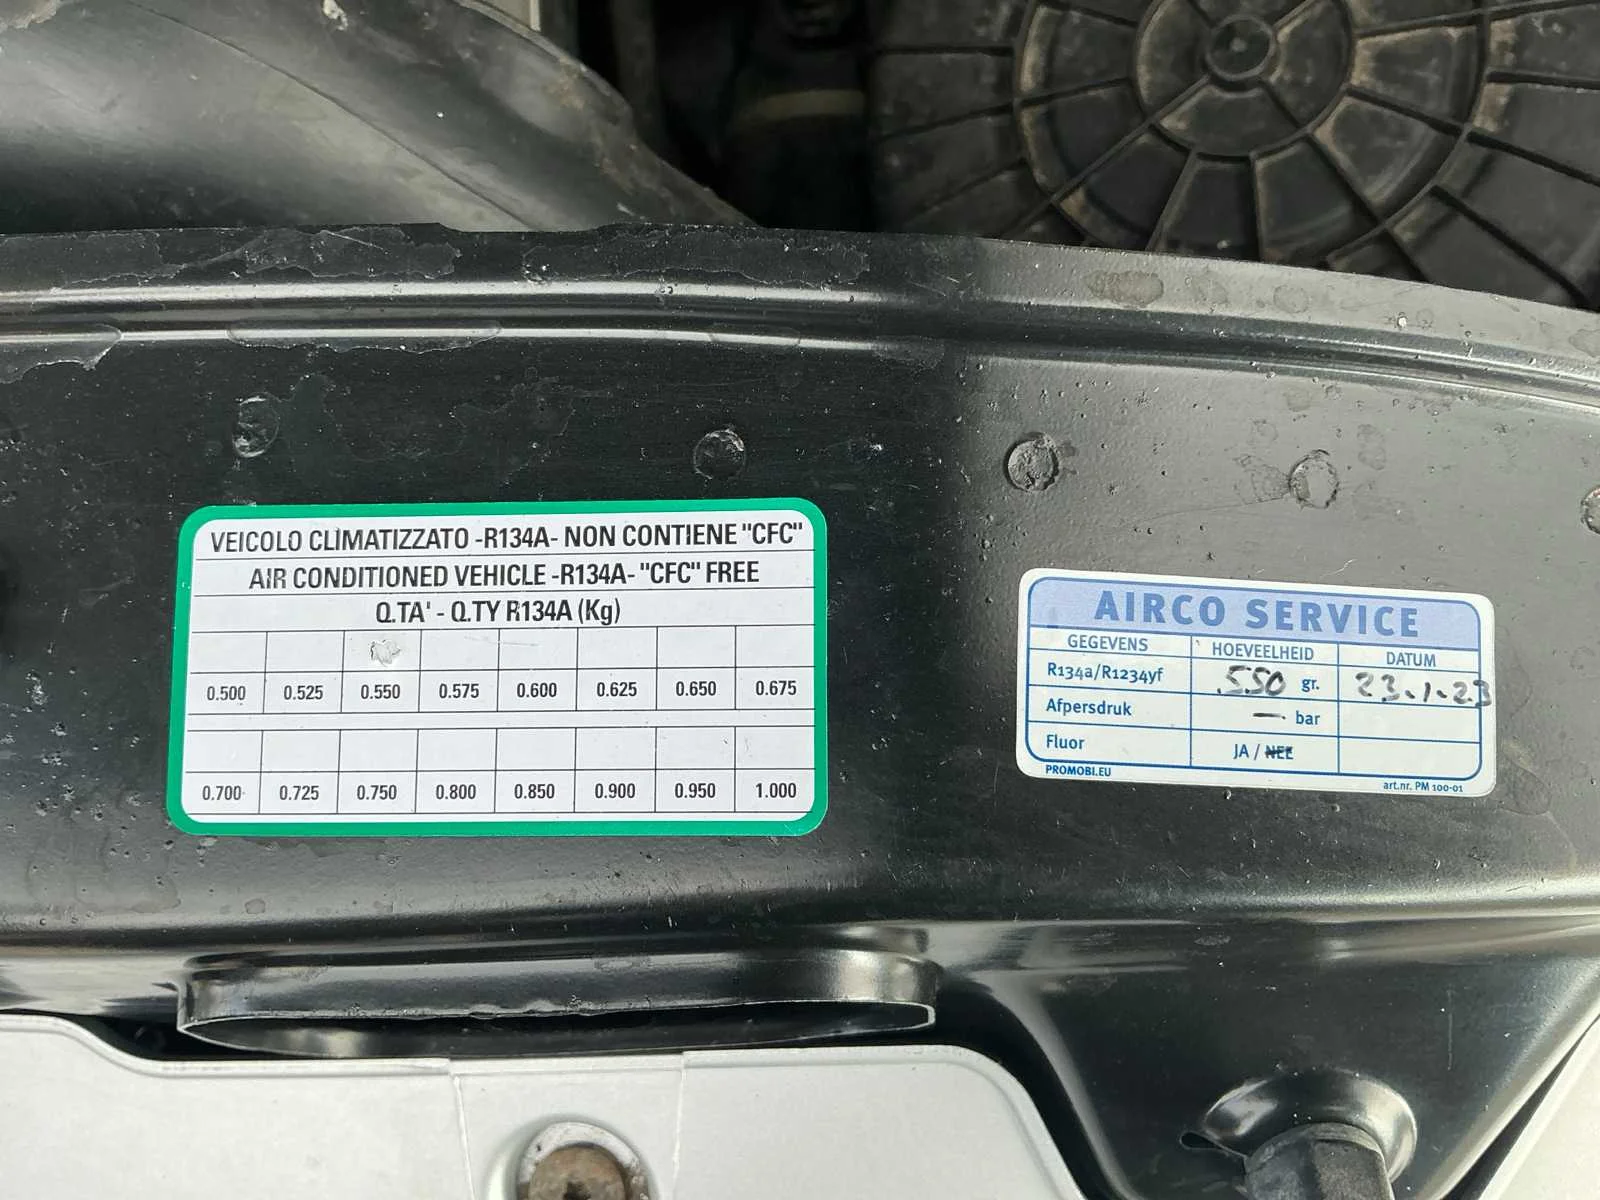 VEICOLO CLIMATIZZATO -R134A- NON CONTIENE "CFC"
AIR CONDITIONED VEHICLE -R134A- "CFC" FREE
Q.TA' - Q.TY R134A (Kg)
0.500 0.525 0.550 0.575 0.600 0.625 0.650 0.675
0.700 0.725 0.750 0.800 0.850 0.900 0.950 1.000
AIRCO SERVICE
GEGEVENS HOEVEELHEID DATUM
R134a/R1234yf 550 gr. 23.1.23
Afpersdruk — bar
Fluor JA / NEE
PROMOBI.EU art.nr. PM 100-01